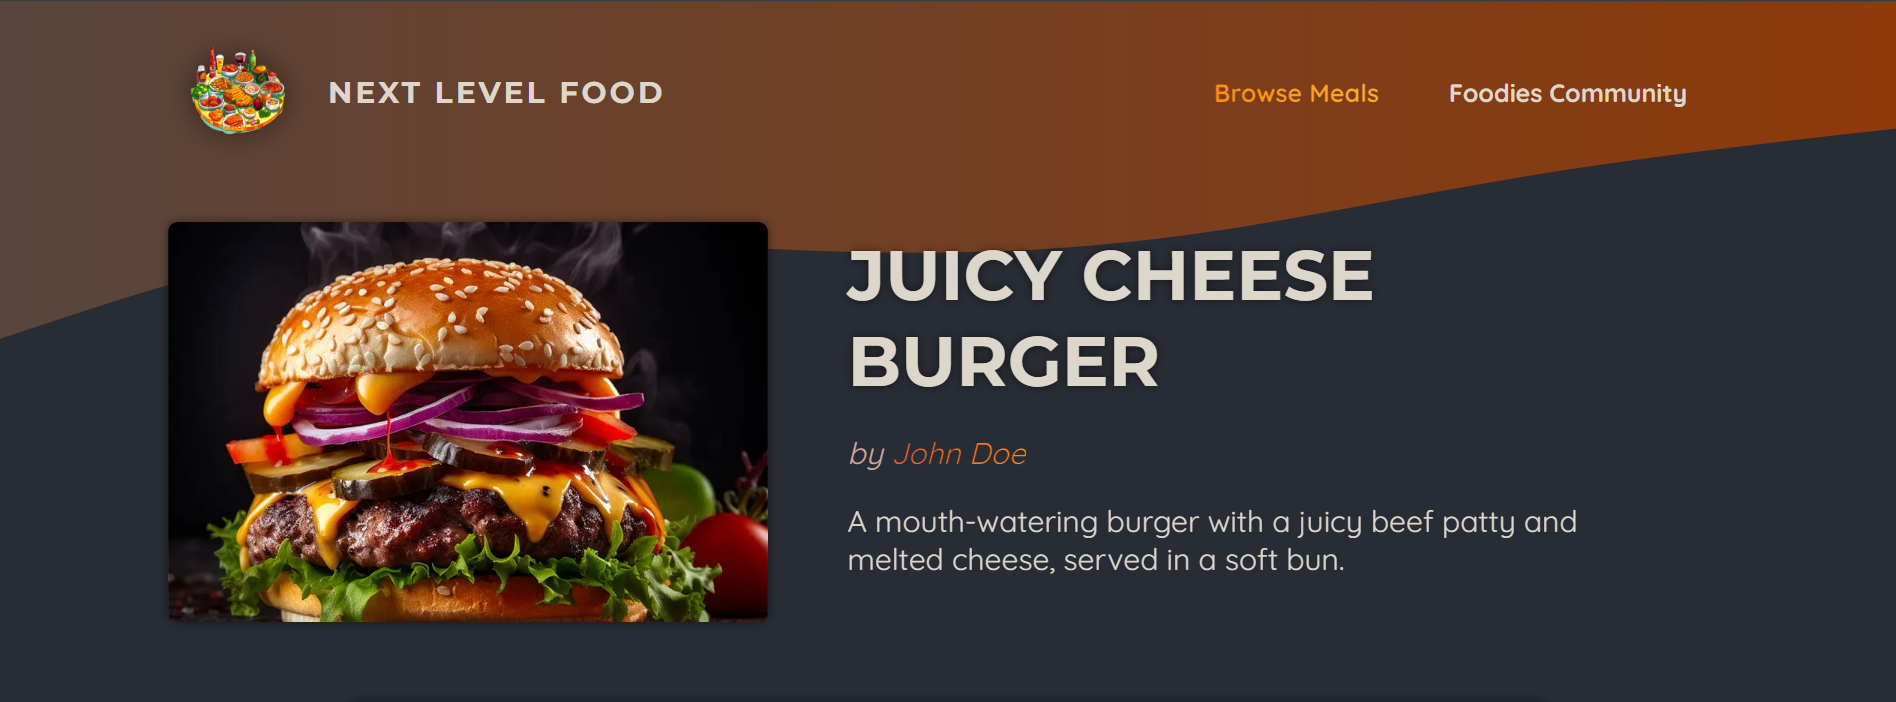 NEXT LEVEL FOOD
Browse Meals
Foodies Community
JUICY CHEESE
BURGER
by John Doe
A mouth-watering burger with a juicy beef patty and
melted cheese, served in a soft bun.